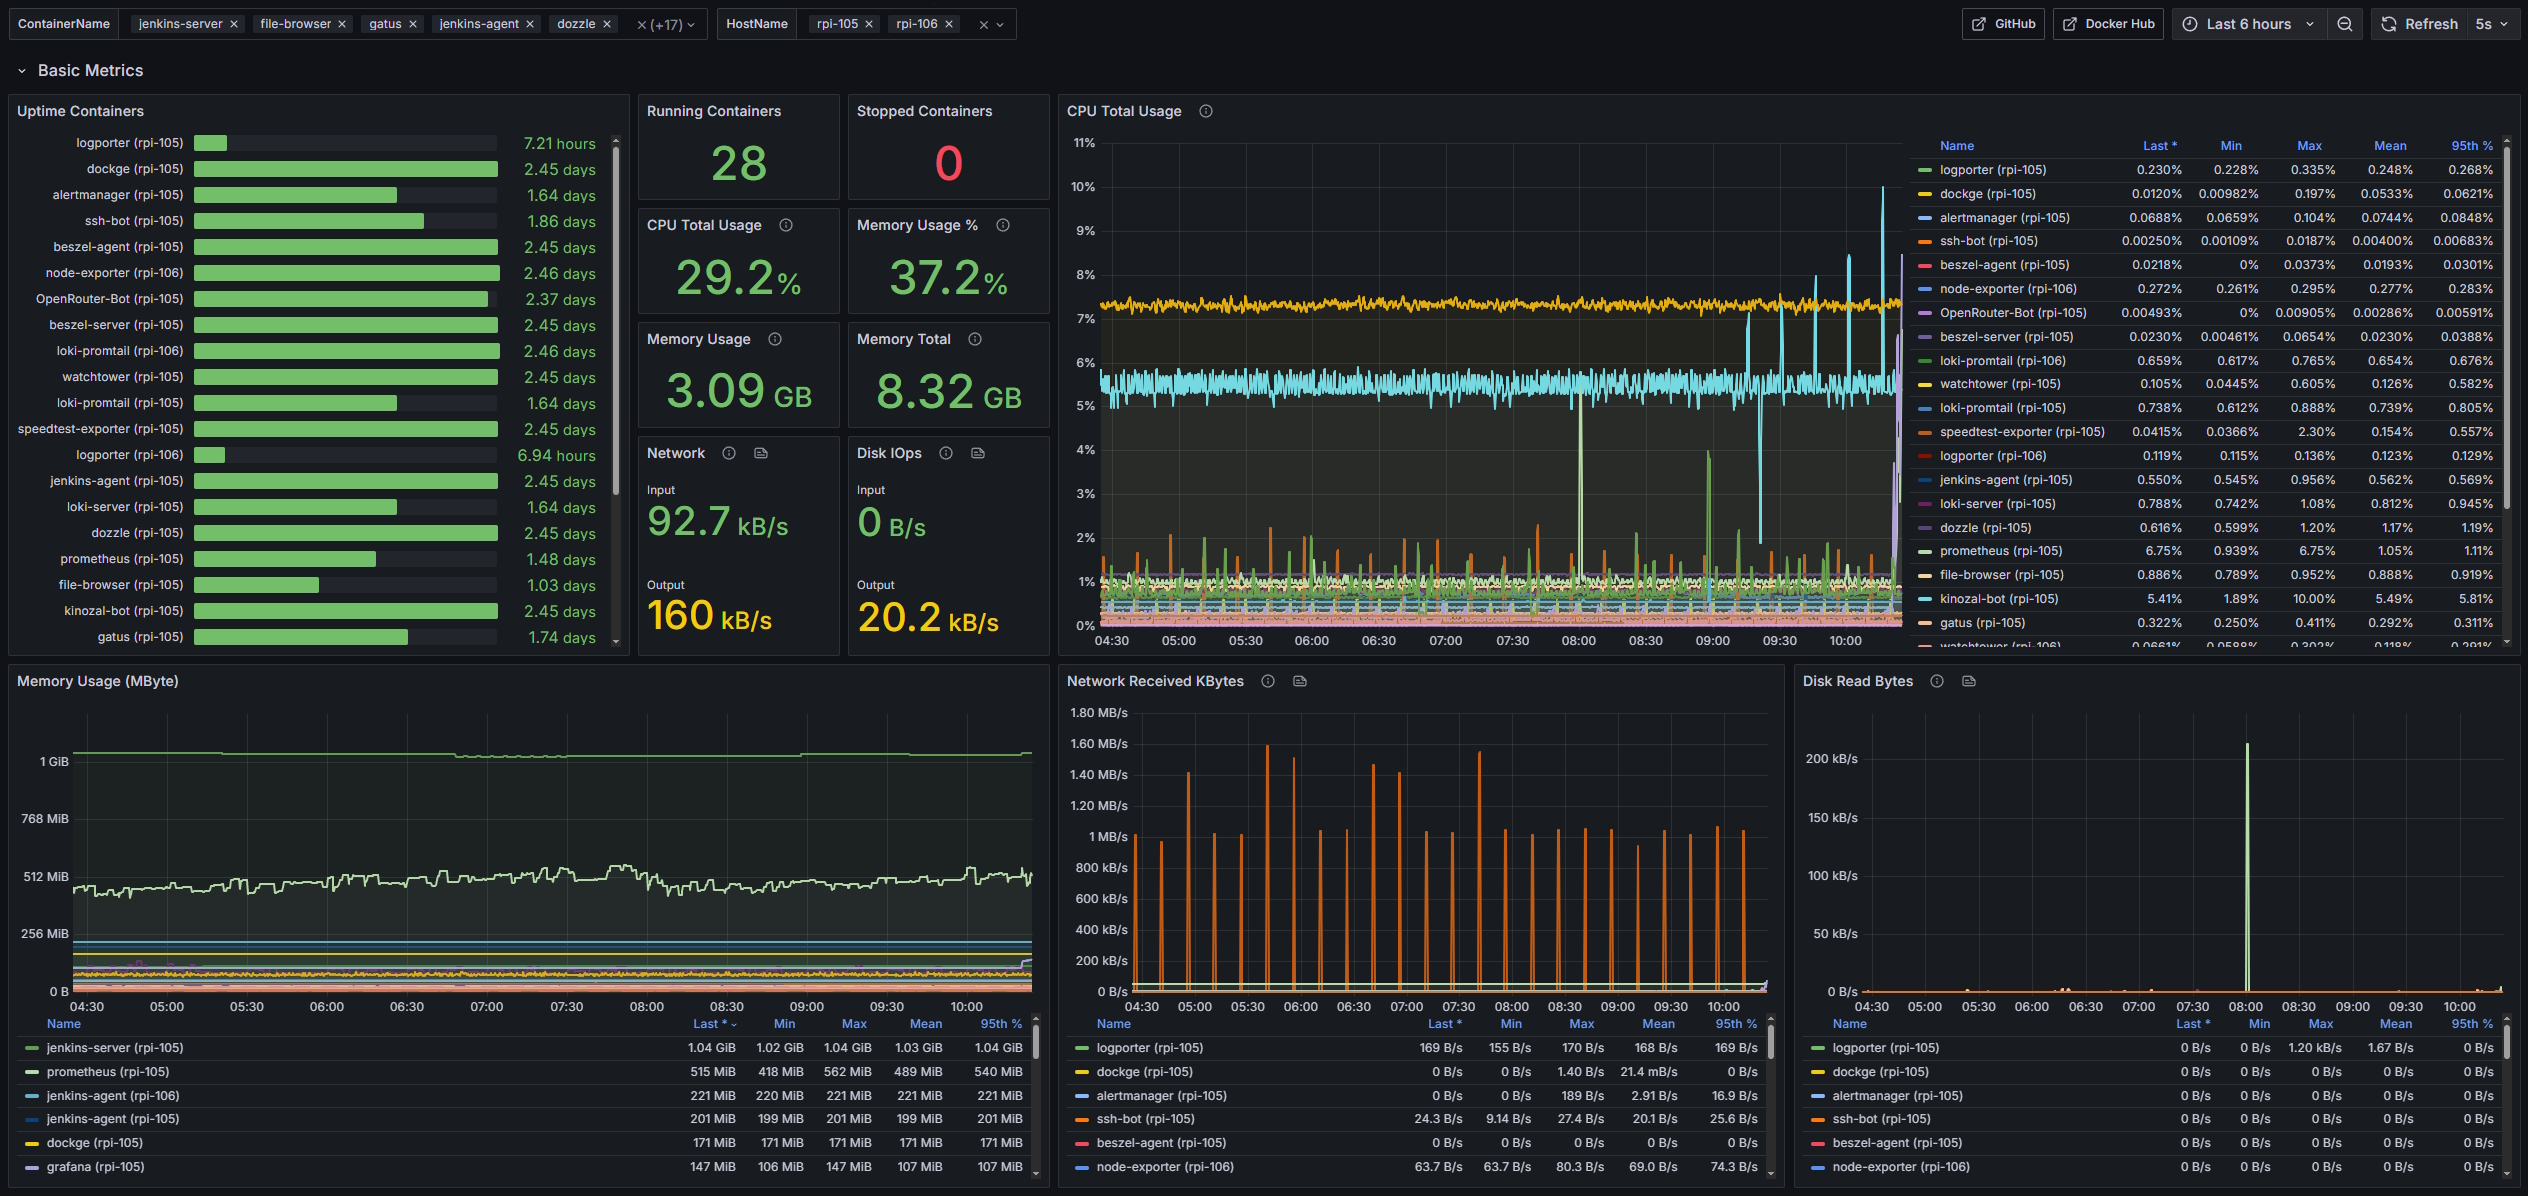 ContainerName jenkins-server × file-browser × gatus × jenkins-agent × dozzle × × (+17) HostName rpi-105 × rpi-106 × × GitHub Docker Hub Last 6 hours Refresh 5s
Basic Metrics
Uptime Containers
logporter (rpi-105) 7.21 hours
dockge (rpi-105) 2.45 days
alertmanager (rpi-105) 1.64 days
ssh-bot (rpi-105) 1.86 days
beszel-agent (rpi-105) 2.45 days
node-exporter (rpi-106) 2.46 days
OpenRouter-Bot (rpi-105) 2.37 days
beszel-server (rpi-105) 2.45 days
loki-promtail (rpi-106) 2.46 days
watchtower (rpi-105) 2.45 days
loki-promtail (rpi-105) 1.64 days
speedtest-exporter (rpi-105) 2.45 days
logporter (rpi-106) 6.94 hours
jenkins-agent (rpi-105) 2.45 days
loki-server (rpi-105) 1.64 days
dozzle (rpi-105) 2.45 days
prometheus (rpi-105) 1.48 days
file-browser (rpi-105) 1.03 days
kinozal-bot (rpi-105) 2.45 days
gatus (rpi-105) 1.74 days
Running Containers
28
Stopped Containers
0
CPU Total Usage
29.2%
Memory Usage %
37.2%
Memory Usage
3.09 GB
Memory Total
8.32 GB
Network
Input
92.7 kB/s
Output
160 kB/s
Disk IOps
Input
0 B/s
Output
20.2 kB/s
CPU Total Usage
11%
10%
9%
8%
7%
6%
5%
4%
3%
2%
1%
0%
04:30 05:00 05:30 06:00 06:30 07:00 07:30 08:00 08:30 09:00 09:30 10:00
Name Last * Min Max Mean 95th %
logporter (rpi-105) 0.230% 0.228% 0.335% 0.248% 0.268%
dockge (rpi-105) 0.0120% 0.00982% 0.197% 0.0533% 0.0621%
alertmanager (rpi-105) 0.0688% 0.0659% 0.104% 0.0744% 0.0848%
ssh-bot (rpi-105) 0.00250% 0.00109% 0.0187% 0.00400% 0.00683%
beszel-agent (rpi-105) 0.0218% 0% 0.0373% 0.0193% 0.0301%
node-exporter (rpi-106) 0.272% 0.261% 0.295% 0.277% 0.283%
OpenRouter-Bot (rpi-105) 0.00493% 0% 0.00905% 0.00286% 0.00591%
beszel-server (rpi-105) 0.0230% 0.00461% 0.0654% 0.0230% 0.0388%
loki-promtail (rpi-106) 0.659% 0.617% 0.765% 0.654% 0.676%
watchtower (rpi-105) 0.105% 0.0445% 0.605% 0.126% 0.582%
loki-promtail (rpi-105) 0.738% 0.612% 0.888% 0.739% 0.805%
speedtest-exporter (rpi-105) 0.0415% 0.0366% 2.30% 0.154% 0.557%
logporter (rpi-106) 0.119% 0.115% 0.136% 0.123% 0.129%
jenkins-agent (rpi-105) 0.550% 0.545% 0.956% 0.562% 0.569%
loki-server (rpi-105) 0.788% 0.742% 1.08% 0.812% 0.945%
dozzle (rpi-105) 0.616% 0.599% 1.20% 1.17% 1.19%
prometheus (rpi-105) 6.75% 0.939% 6.75% 1.05% 1.11%
file-browser (rpi-105) 0.886% 0.789% 0.952% 0.888% 0.919%
kinozal-bot (rpi-105) 5.41% 1.89% 10.00% 5.49% 5.81%
gatus (rpi-105) 0.322% 0.250% 0.411% 0.292% 0.311%
watchtower (rpi-106) 0.0661% 0.0588% 0.302% 0.118% 0.291%
Memory Usage (MByte)
1 GiB
768 MiB
512 MiB
256 MiB
0 B
04:30 05:00 05:30 06:00 06:30 07:00 07:30 08:00 08:30 09:00 09:30 10:00
Name Last * Min Max Mean 95th %
jenkins-server (rpi-105) 1.04 GiB 1.02 GiB 1.04 GiB 1.03 GiB 1.04 GiB
prometheus (rpi-105) 515 MiB 418 MiB 562 MiB 489 MiB 540 MiB
jenkins-agent (rpi-106) 221 MiB 220 MiB 221 MiB 221 MiB 221 MiB
jenkins-agent (rpi-105) 201 MiB 199 MiB 201 MiB 199 MiB 201 MiB
dockge (rpi-105) 171 MiB 171 MiB 171 MiB 171 MiB 171 MiB
grafana (rpi-105) 147 MiB 106 MiB 147 MiB 107 MiB 107 MiB
Network Received KBytes
1.80 MB/s
1.60 MB/s
1.40 MB/s
1.20 MB/s
1 MB/s
800 kB/s
600 kB/s
400 kB/s
200 kB/s
0 B/s
04:30 05:00 05:30 06:00 06:30 07:00 07:30 08:00 08:30 09:00 09:30 10:00
Name Last * Min Max Mean 95th %
logporter (rpi-105) 169 B/s 155 B/s 170 B/s 168 B/s 169 B/s
dockge (rpi-105) 0 B/s 0 B/s 1.40 B/s 21.4 mB/s 0 B/s
alertmanager (rpi-105) 0 B/s 0 B/s 189 B/s 2.91 B/s 16.9 B/s
ssh-bot (rpi-105) 24.3 B/s 9.14 B/s 27.4 B/s 20.1 B/s 25.6 B/s
beszel-agent (rpi-105) 0 B/s 0 B/s 0 B/s 0 B/s 0 B/s
node-exporter (rpi-106) 63.7 B/s 63.7 B/s 80.3 B/s 69.0 B/s 74.3 B/s
Disk Read Bytes
200 kB/s
150 kB/s
100 kB/s
50 kB/s
0 B/s
04:30 05:00 05:30 06:00 06:30 07:00 07:30 08:00 08:30 09:00 09:30 10:00
Name Last * Min Max Mean 95th %
logporter (rpi-105) 0 B/s 0 B/s 1.20 kB/s 1.67 B/s 0 B/s
dockge (rpi-105) 0 B/s 0 B/s 0 B/s 0 B/s 0 B/s
alertmanager (rpi-105) 0 B/s 0 B/s 0 B/s 0 B/s 0 B/s
ssh-bot (rpi-105) 0 B/s 0 B/s 0 B/s 0 B/s 0 B/s
beszel-agent (rpi-105) 0 B/s 0 B/s 0 B/s 0 B/s 0 B/s
node-exporter (rpi-106) 0 B/s 0 B/s 0 B/s 0 B/s 0 B/s